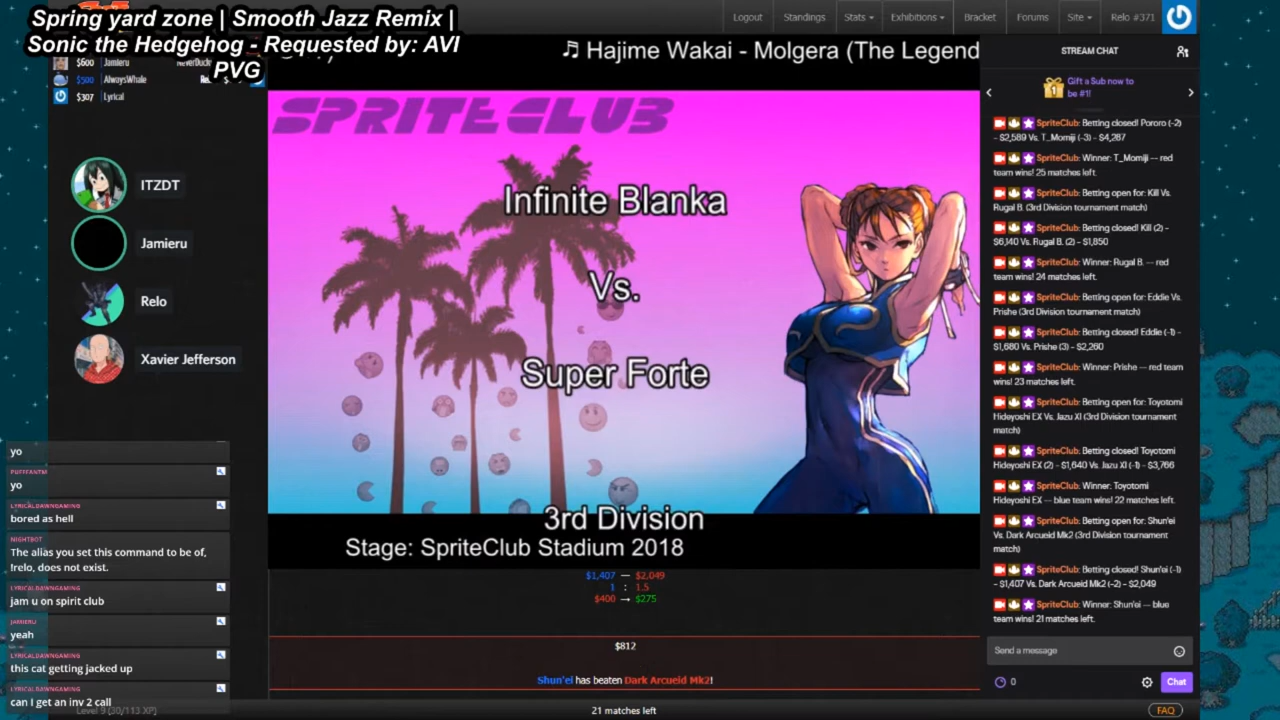 Spring yard zone | Smooth Jazz Remix |
Sonic the Hedgehog - Requested by: AVI
PVG
Logout Standings Stats Exhibitions Bracket Forums Site Relo #371
$600 Jamieru
$500 AlwaysWhale
$307 Lyrical
♫ Hajime Wakai - Molgera (The Legend
SPRITECLUB
Infinite Blanka
Vs.
Super Forte
3rd Division
Stage: SpriteClub Stadium 2018
ITZDT
Jamieru
Relo
Xavier Jefferson
yo
PUFFFANTM
yo
LYRICALDAWNGAMING
bored as hell
NIGHTBOT
The alias you set this command to be of,
!relo, does not exist.
LYRICALDAWNGAMING
jam u on spirit club
JAMIERU
yeah
LYRICALDAWNGAMING
this cat getting jacked up
LYRICALDAWNGAMING
can I get an inv 2 call
Level 9 (30/113 XP)
$1,407 — $2,049
1 : 1.5
$400 → $275
$812
Shun'ei has beaten Dark Arcueid Mk2!
21 matches left
STREAM CHAT
Gift a Sub now to
be #1!
SpriteClub: Betting closed! Pororo (-2)
- $2,589 Vs. T_Momiji (-3) - $4,287
SpriteClub: Winner: T_Momiji — red
team wins! 25 matches left.
SpriteClub: Betting open for: Kill Vs.
Rugal B. (3rd Division tournament
match)
SpriteClub: Betting closed! Kill (2) -
$6,140 Vs. Rugal B. (2) - $1,850
SpriteClub: Winner: Rugal B. — red
team wins! 24 matches left.
SpriteClub: Betting open for: Eddie Vs.
Prishe (3rd Division tournament match)
SpriteClub: Betting closed! Eddie (-1) -
$1,680 Vs. Prishe (3) - $2,260
SpriteClub: Winner: Prishe — red team
wins! 23 matches left.
SpriteClub: Betting open for: Toyotomi
Hideyoshi EX Vs. Jazu XI (3rd Division
tournament match)
SpriteClub: Betting closed! Toyotomi
Hideyoshi EX (2) - $1,640 Vs. Jazu XI (-1) - $3,766
SpriteClub: Winner: Toyotomi
Hideyoshi EX — blue team wins! 22 matches left.
SpriteClub: Betting open for: Shun'ei
Vs. Dark Arcueid Mk2 (3rd Division
tournament match)
SpriteClub: Betting closed! Shun'ei (-1)
- $1,407 Vs. Dark Arcueid Mk2 (-2) - $2,049
SpriteClub: Winner: Shun'ei — blue
team wins! 21 matches left.
Send a message
0
Chat
FAQ